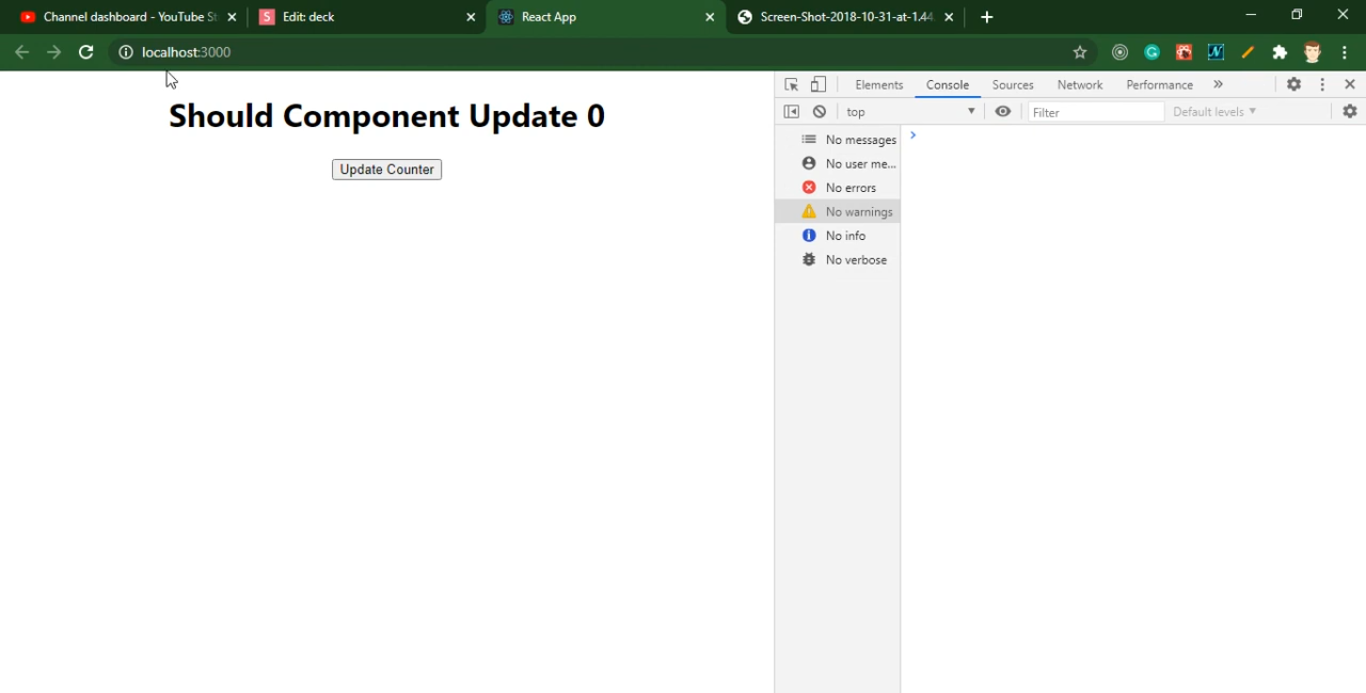 Channel dashboard - YouTube St
Edit: deck
React App
Screen-Shot-2018-10-31-at-1.44.
localhost:3000
Elements
Console
Sources
Network
Performance
top
Filter
Default levels
Should Component Update 0
Update Counter
No messages
No user me...
No errors
No warnings
No info
No verbose